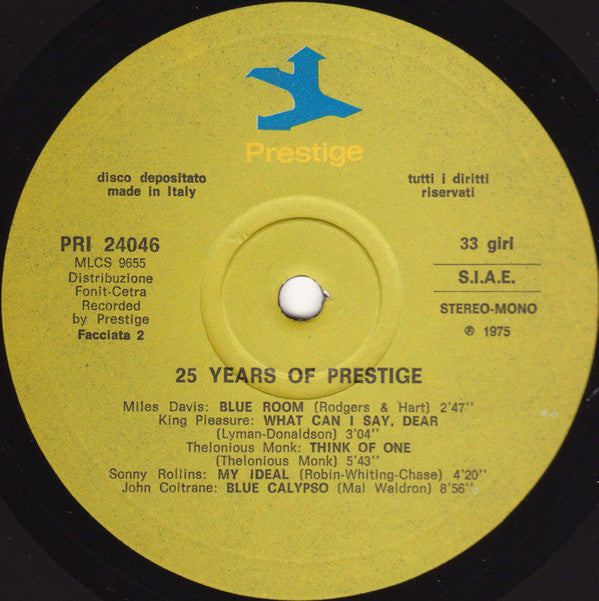 Prestige
disco depositato
made in Italy
tutti i diritti
riservati
PRI 24046
MLCS 9655
Distribuzione
Fonit-Cetra
Recorded
by Prestige
Facciata 2
33 giri
S.I.A.E.
STEREO-MONO
℗ 1975
25 YEARS OF PRESTIGE
Miles Davis: BLUE ROOM (Rodgers & Hart) 2'47"
King Pleasure: WHAT CAN I SAY, DEAR
(Lyman-Donaldson) 3'04"
Thelonious Monk: THINK OF ONE
(Thelonious Monk) 5'43"
Sonny Rollins: MY IDEAL (Robin-Whiting-Chase) 4'20"
John Coltrane: BLUE CALYPSO (Mal Waldron) 8'56"